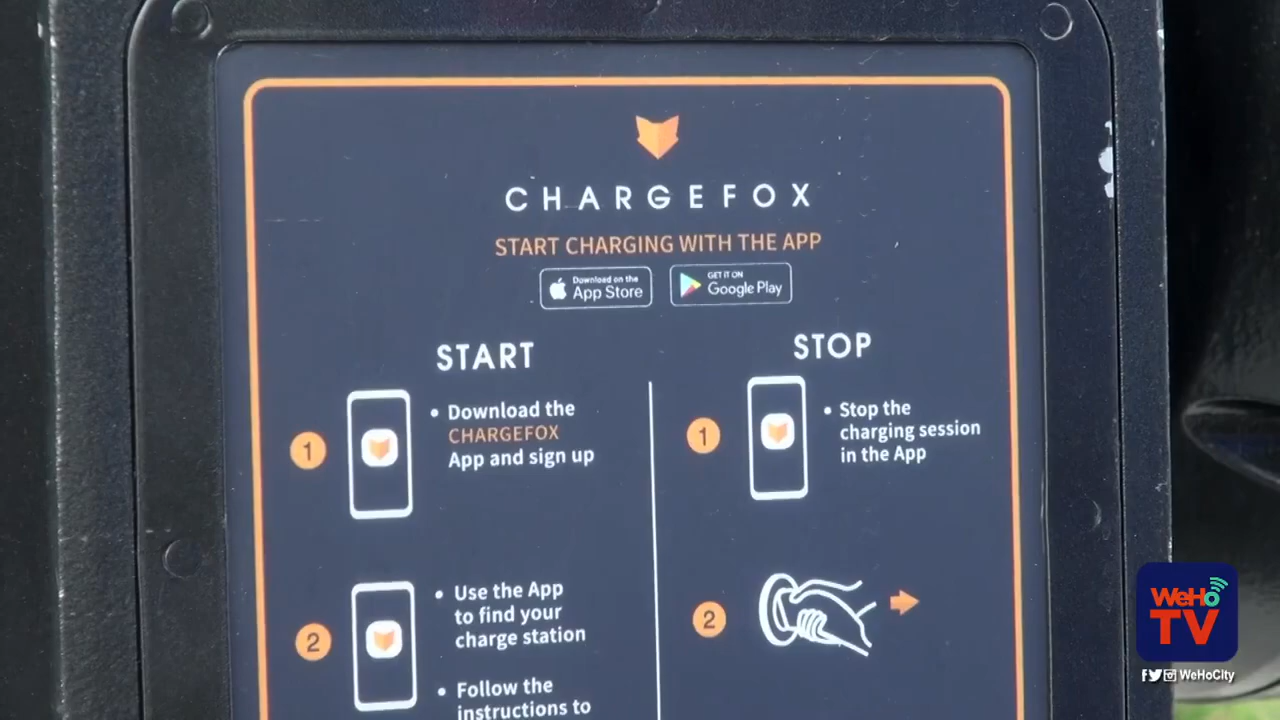 CHARGEFOX
START CHARGING WITH THE APP
Download on the
App Store
GET IT ON
Google Play
START
1
• Download the
CHARGEFOX
App and sign up
2
• Use the App
to find your
charge station
• Follow the
instructions to
STOP
1
• Stop the
charging session
in the App
2
WeHo
TV
WeHoCity